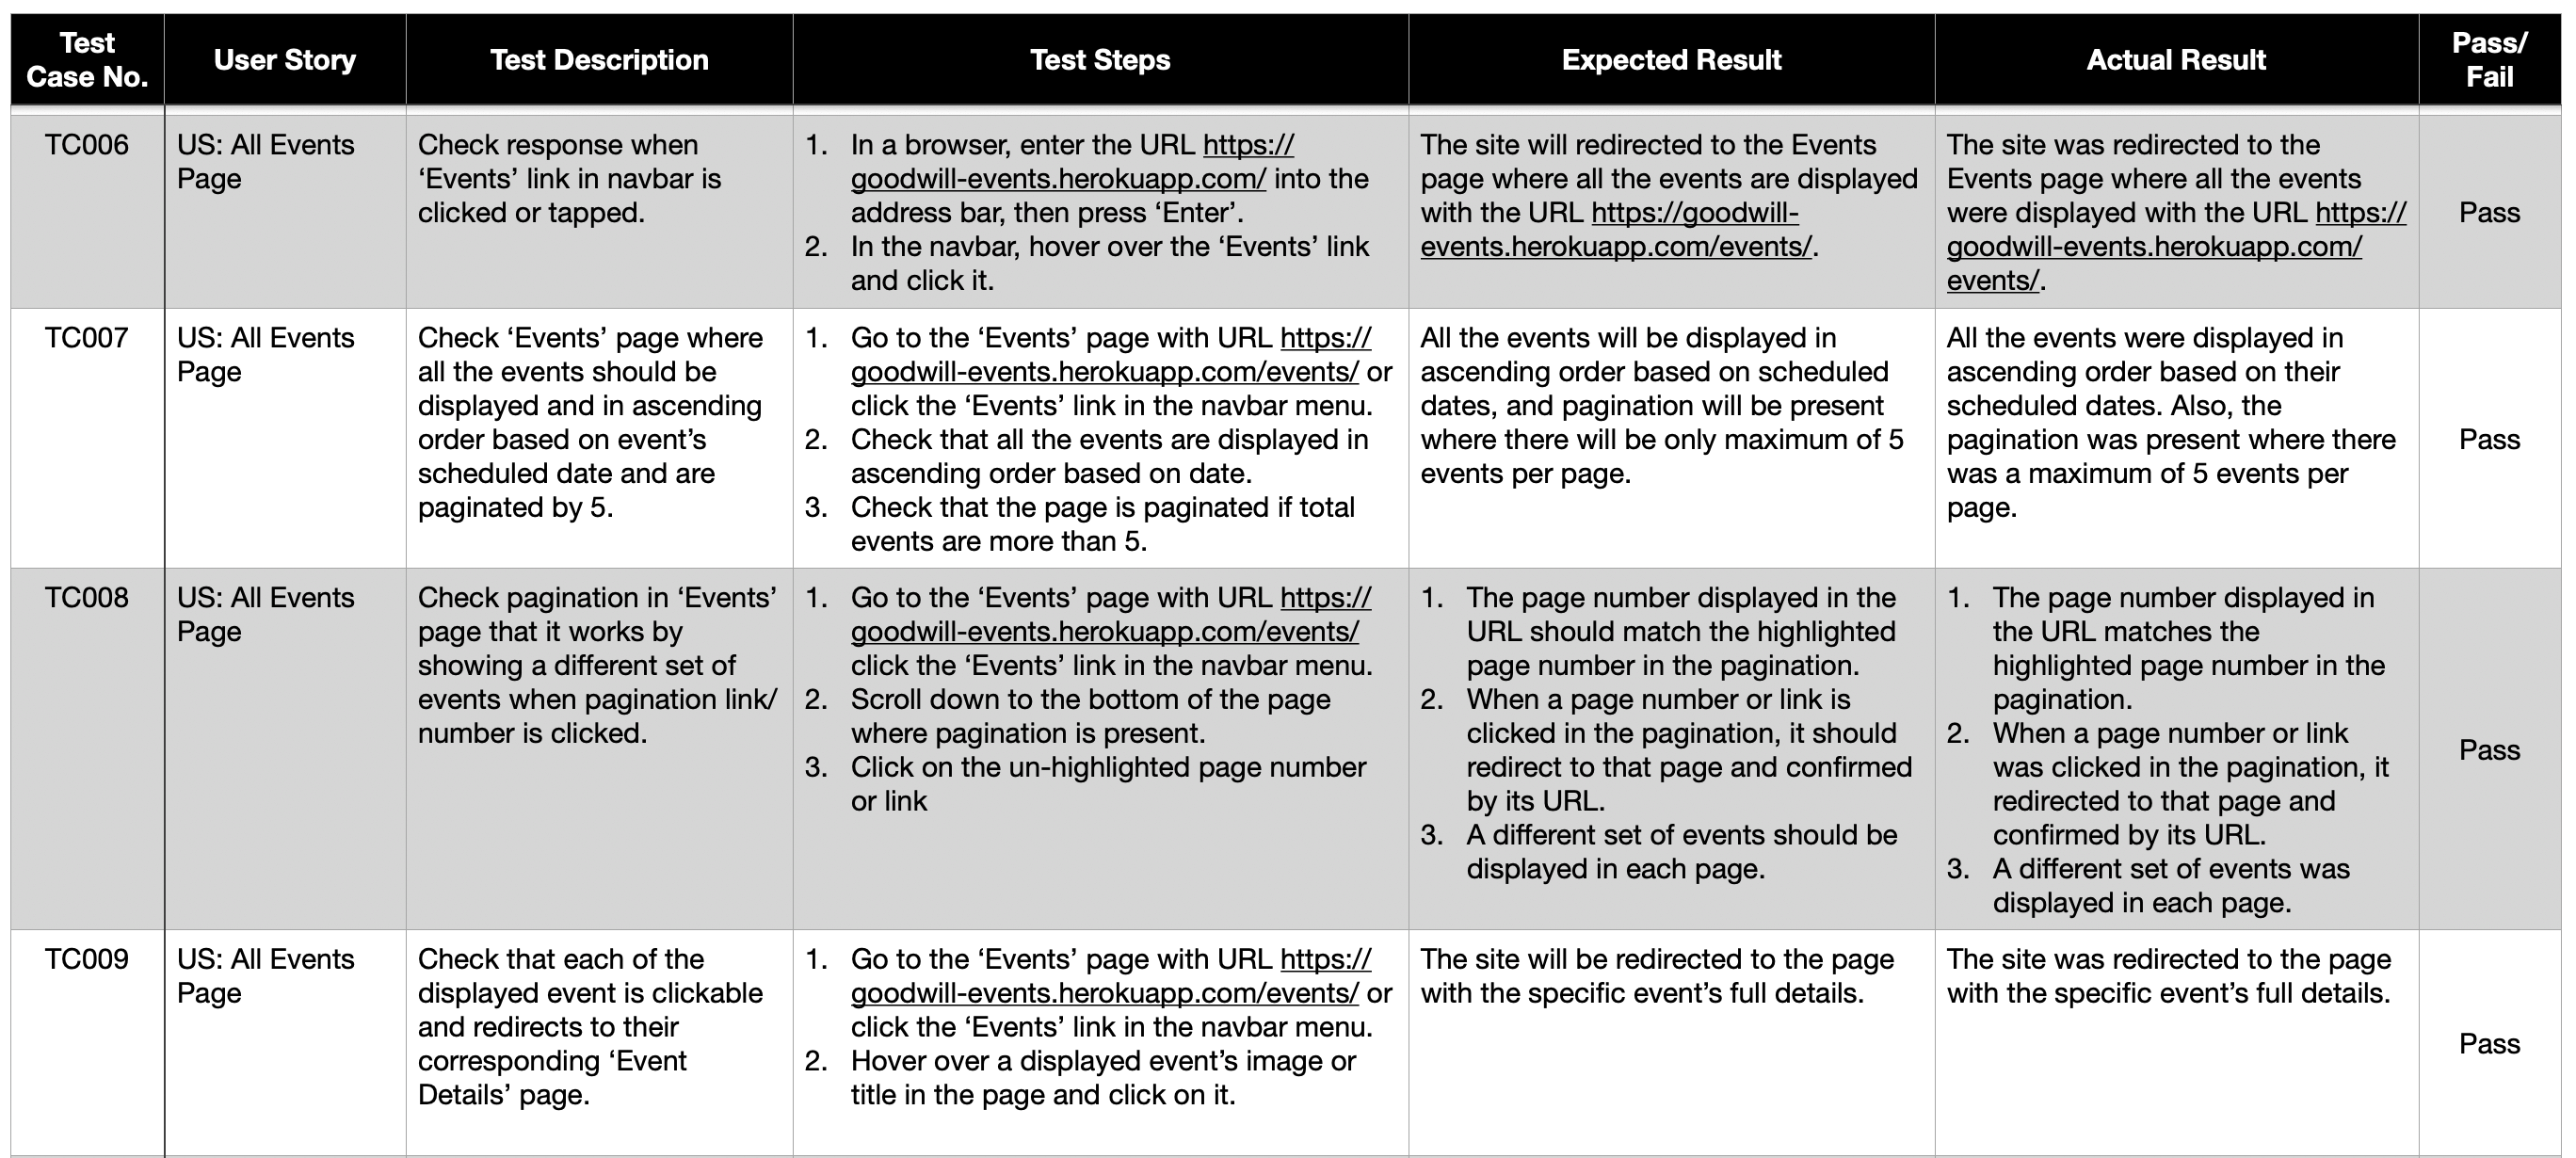 Test
Case No.
User Story
Test Description
Test Steps
Expected Result
Actual Result
Pass/
Fail
TC006
US: All Events
Page
Check response when
‘Events’ link in navbar is
clicked or tapped.
1. In a browser, enter the URL https://
goodwill-events.herokuapp.com/ into the
address bar, then press ‘Enter’.
2. In the navbar, hover over the ‘Events’ link
and click it.
The site will redirected to the Events
page where all the events are displayed
with the URL https://goodwill-
events.herokuapp.com/events/.
The site was redirected to the
Events page where all the events
were displayed with the URL https://
goodwill-events.herokuapp.com/
events/.
Pass
TC007
US: All Events
Page
Check ‘Events’ page where
all the events should be
displayed and in ascending
order based on event’s
scheduled date and are
paginated by 5.
1. Go to the ‘Events’ page with URL https://
goodwill-events.herokuapp.com/events/ or
click the ‘Events’ link in the navbar menu.
2. Check that all the events are displayed in
ascending order based on date.
3. Check that the page is paginated if total
events are more than 5.
All the events will be displayed in
ascending order based on scheduled
dates, and pagination will be present
where there will be only maximum of 5
events per page.
All the events were displayed in
ascending order based on their
scheduled dates. Also, the
pagination was present where there
was a maximum of 5 events per
page.
Pass
TC008
US: All Events
Page
Check pagination in ‘Events’
page that it works by
showing a different set of
events when pagination link/
number is clicked.
1. Go to the ‘Events’ page with URL https://
goodwill-events.herokuapp.com/events/
click the ‘Events’ link in the navbar menu.
2. Scroll down to the bottom of the page
where pagination is present.
3. Click on the un-highlighted page number
or link
1. The page number displayed in the
URL should match the highlighted
page number in the pagination.
2. When a page number or link is
clicked in the pagination, it should
redirect to that page and confirmed
by its URL.
3. A different set of events should be
displayed in each page.
1. The page number displayed in
the URL matches the
highlighted page number in the
pagination.
2. When a page number or link
was clicked in the pagination, it
redirected to that page and
confirmed by its URL.
3. A different set of events was
displayed in each page.
Pass
TC009
US: All Events
Page
Check that each of the
displayed event is clickable
and redirects to their
corresponding ‘Event
Details’ page.
1. Go to the ‘Events’ page with URL https://
goodwill-events.herokuapp.com/events/ or
click the ‘Events’ link in the navbar menu.
2. Hover over a displayed event’s image or
title in the page and click on it.
The site will be redirected to the page
with the specific event’s full details.
The site was redirected to the page
with the specific event’s full details.
Pass